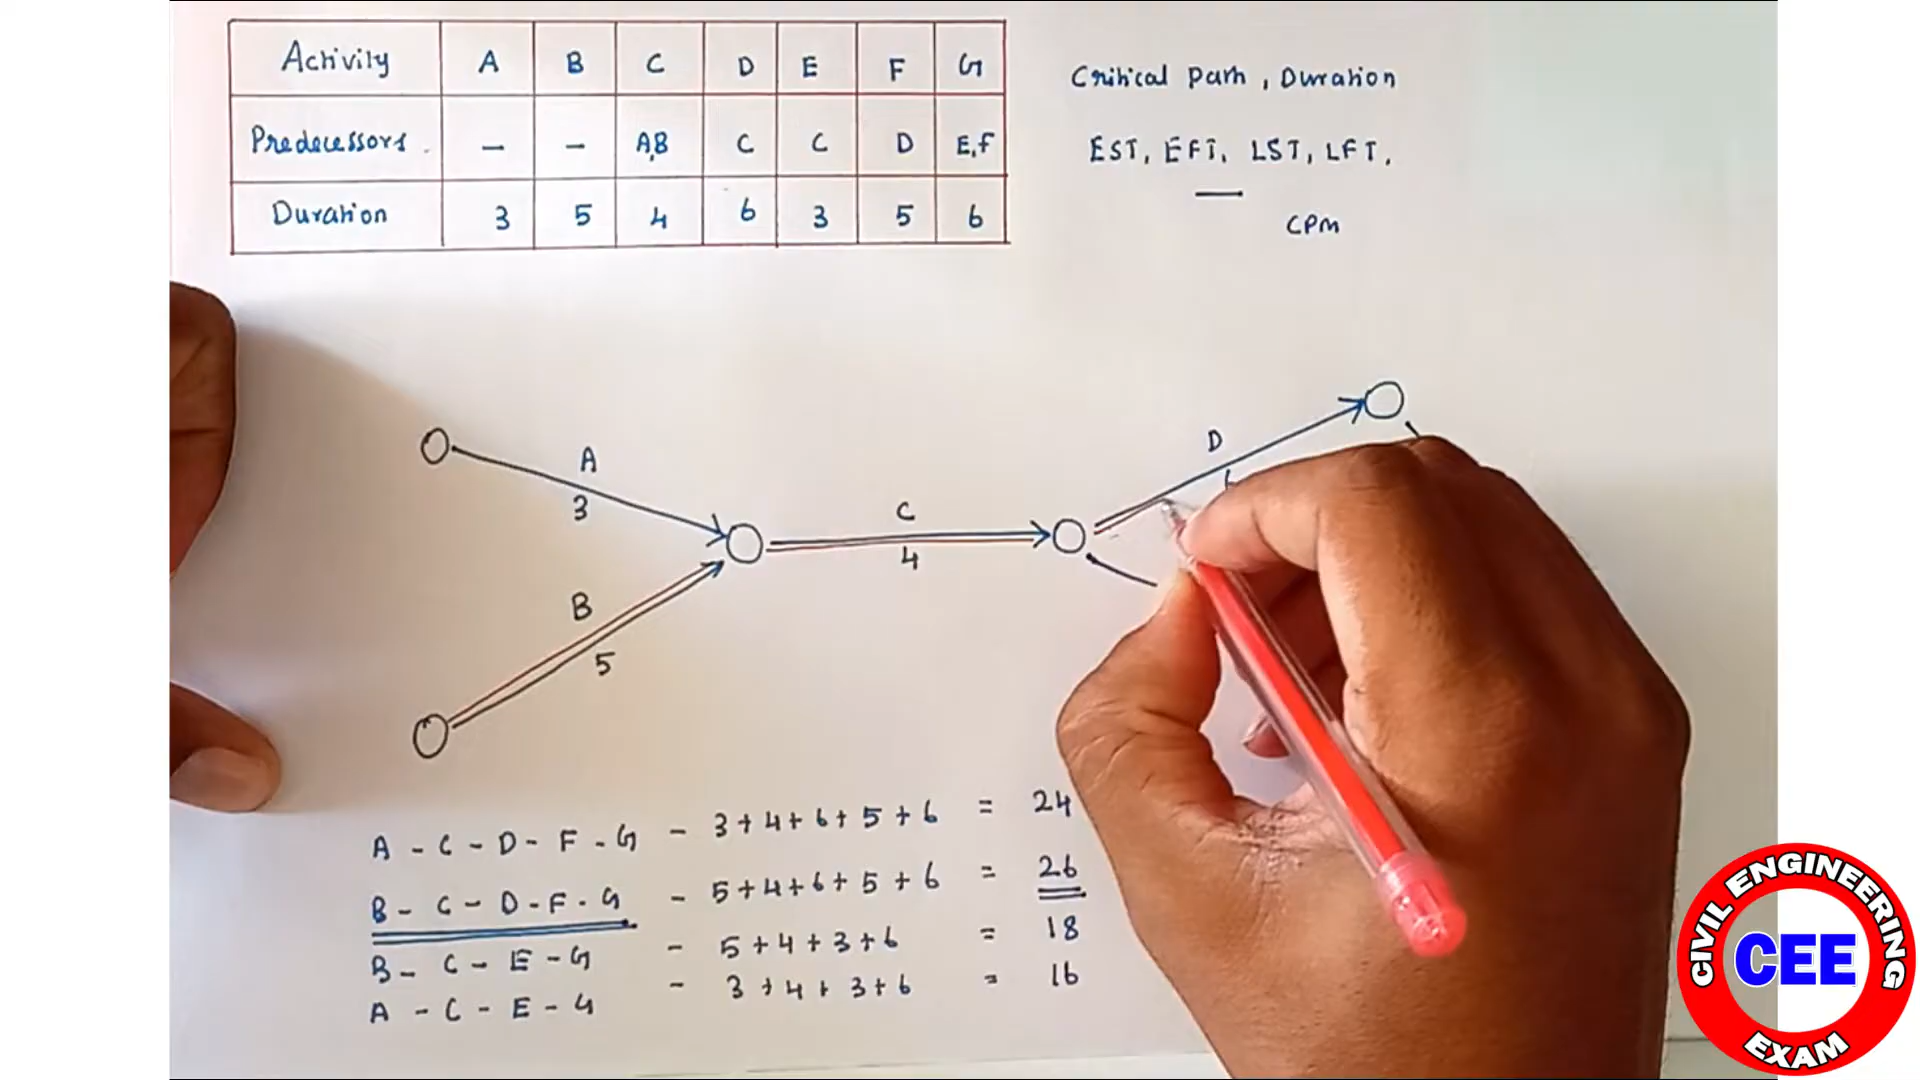 Activity A B C D E F G
Predecessors - - A,B C C D E,F
Duration 3 5 4 6 3 5 6
Critical Path, Duration
EST, EFT, LST, LFT,
CPM
A
3
B
5
C
4
D
A - C - D - F - G - 3+4+6+5+6 = 24
B - C - D - F - G - 5+4+6+5+6 = 26
B - C - E - G - 5+4+3+6 = 18
A - C - E - G - 3+4+3+6 = 16
CIVIL ENGINEERING
CEE
EXAM